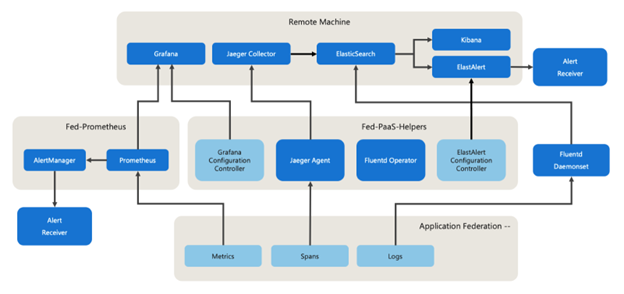 Remote Machine
Grafana
Jaeger Collector
ElasticSearch
Kibana
ElastAlert
Alert
Receiver
Fed-Prometheus
AlertManager
Prometheus
Alert
Receiver
Fed-PaaS-Helpers
Grafana
Configuration
Controller
Jaeger Agent
Fluentd Operator
ElastAlert
Configuration
Controller
Fluentd
Daemonset
Application Federation --
Metrics
Spans
Logs